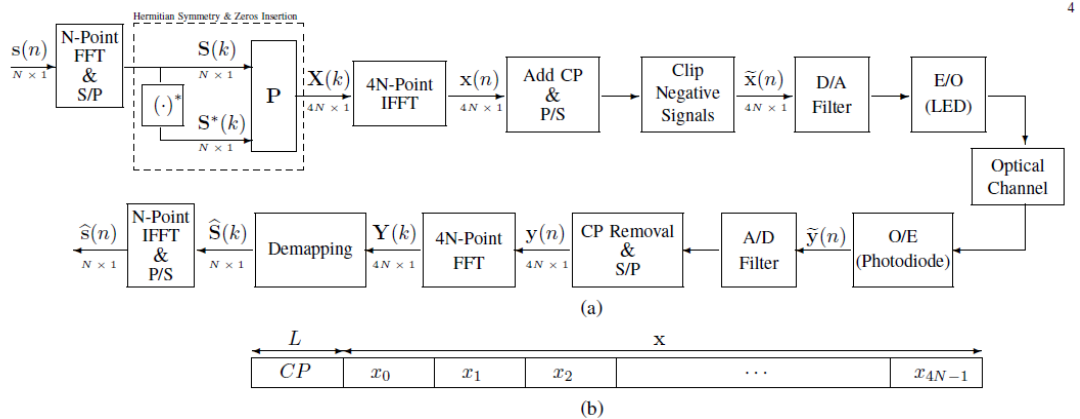 4
Hermitian Symmetry & Zeros Insertion
s(n)
N × 1
N-Point
FFT
&
S/P
S(k)
N × 1
(·)*
S*(k)
N × 1
P
X(k)
4N × 1
4N-Point
IFFT
x(n)
4N × 1
Add CP
&
P/S
Clip
Negative
Signals
x̃(n)
4N × 1
D/A
Filter
E/O
(LED)
Optical
Channel
ŝ(n)
N × 1
N-Point
IFFT
&
P/S
Ŝ(k)
N × 1
Demapping
Y(k)
4N × 1
4N-Point
FFT
y(n)
4N × 1
CP Removal
&
S/P
A/D
Filter
ỹ(n)
4N × 1
O/E
(Photodiode)
(a)
L
x
CP
x₀
x₁
x₂
···
x₄N₋₁
(b)